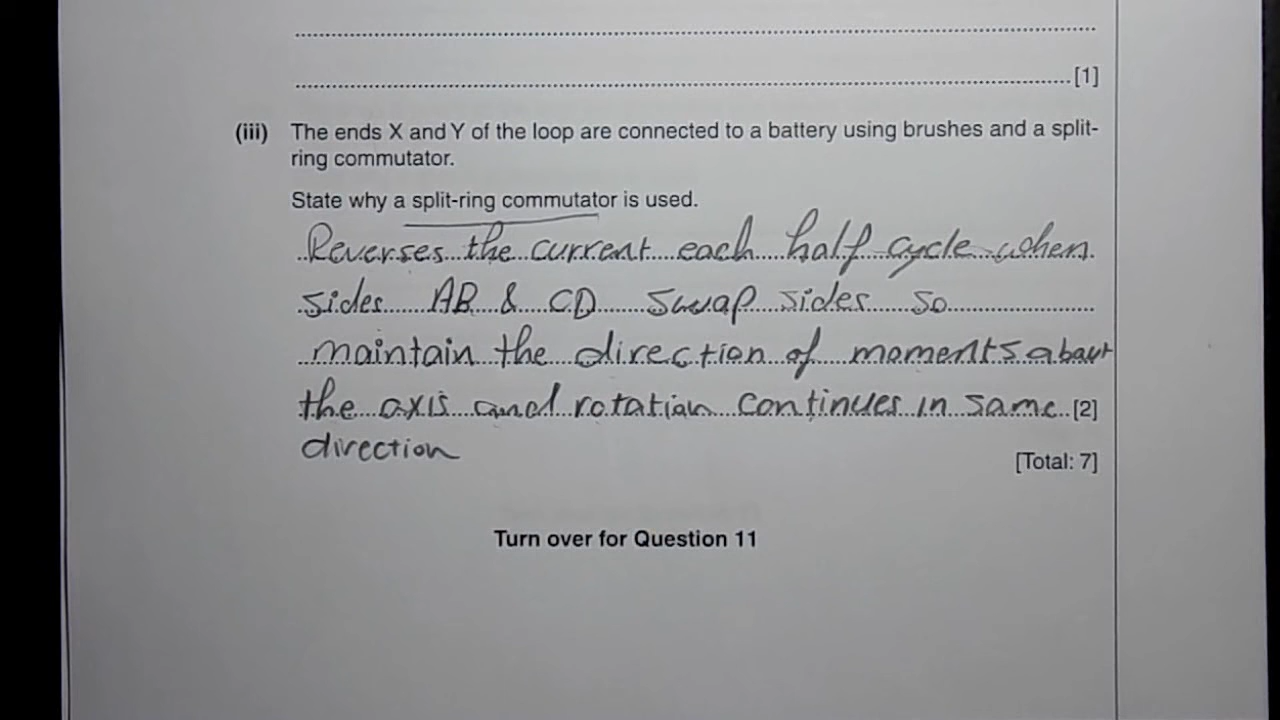 [1]
(iii) The ends X and Y of the loop are connected to a battery using brushes and a split-
ring commutator.
State why a split-ring commutator is used.
Reverses the current each half cycle when
sides AB & CD swap sides so
maintain the direction of moments about
the axis and rotation continues in same [2]
direction
[Total: 7]
Turn over for Question 11